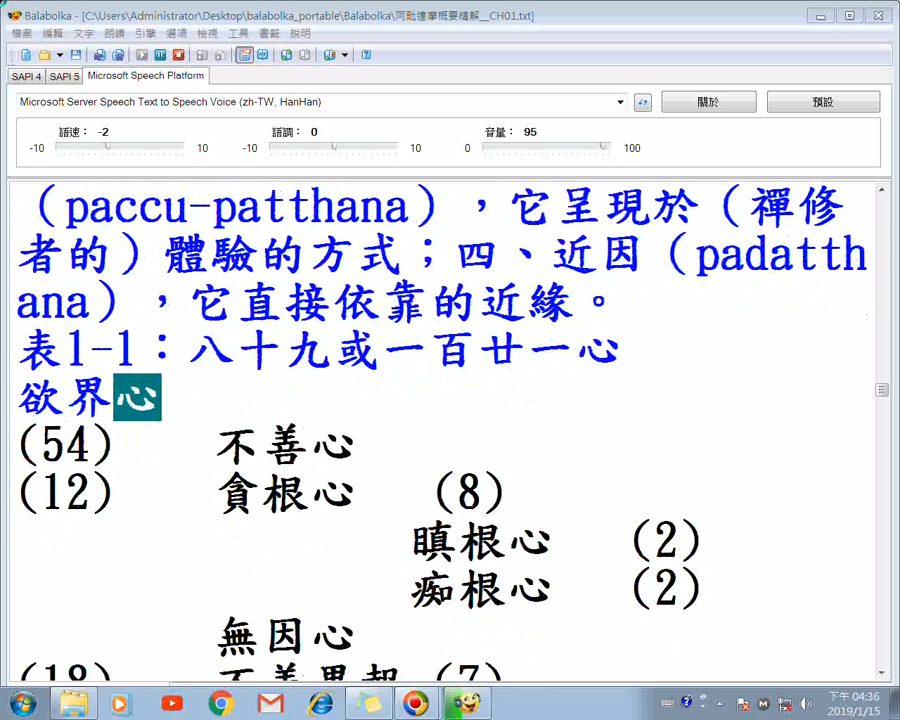 Balabolka - [C:\Users\Administrator\Desktop\balabolka_portable\Balabolka\阿毗達摩概要精解__CH01.txt]
檔案 編輯 文字 朗讀 引擎 選項 檢視 工具 書籤 說明
SAPI 4 SAPI 5 Microsoft Speech Platform
Microsoft Server Speech Text to Speech Voice (zh-TW, HanHan) 關於 預設
語速： -2 語調： 0 音量： 95
-10 10 -10 10 0 100
（paccu-patthana），它呈現於（禪修
者的）體驗的方式；四、近因（padatth
ana），它直接依靠的近緣。
表1-1：八十九或一百廿一心
欲界心
(54) 不善心
(12) 貪根心 (8)
瞋根心 (2)
痴根心 (2)
無因心
(18) 不善異熟 (7)
下午 04:36
2019/1/15